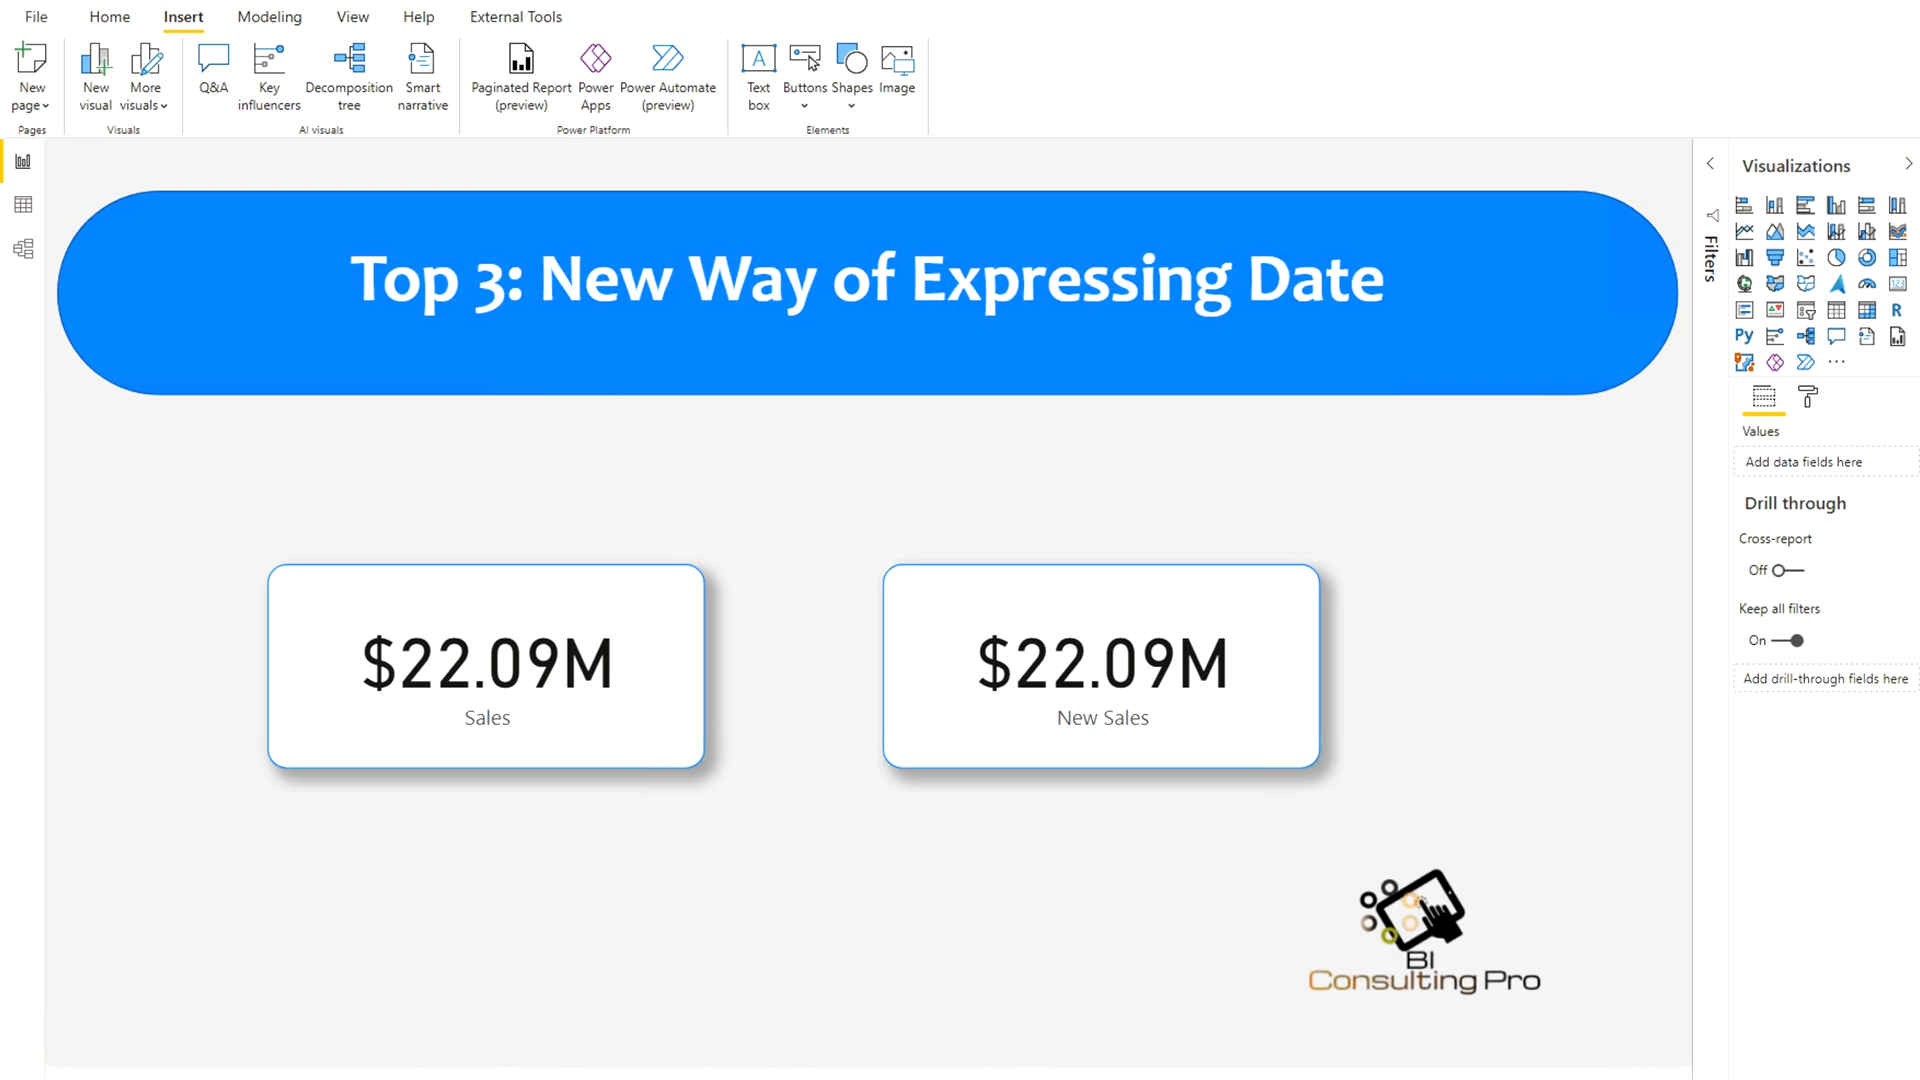 File Home Insert Modeling View Help External Tools
New page
New visual
More visuals
Q&A
Key influencers
Decomposition tree
Smart narrative
Paginated Report (preview)
Power Apps
Power Automate (preview)
Text box
Buttons
Shapes
Image
Pages Visuals AI visuals Power Platform Elements
Top 3: New Way of Expressing Date
$22.09M
Sales
$22.09M
New Sales
BI
Consulting Pro
Filters
Visualizations
123
R
Py
Values
Add data fields here
Drill through
Cross-report
Off
Keep all filters
On
Add drill-through fields here